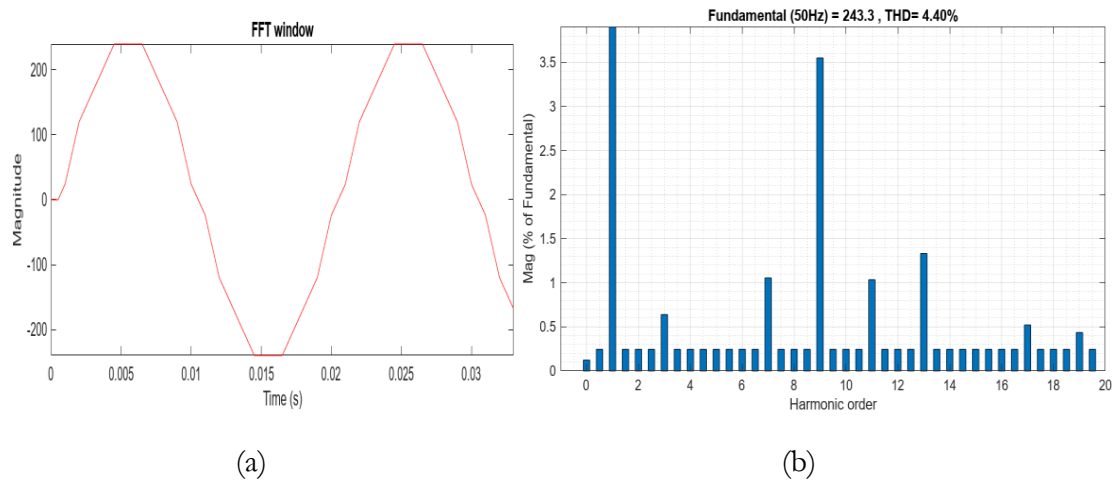 FFT window
200
100
0
-100
-200
Magnitude
0 0.005 0.01 0.015 0.02 0.025 0.03
Time (s)
(a)
Fundamental (50Hz) = 243.3 , THD= 4.40%
3.5
3
2.5
2
1.5
1
0.5
0
Mag (% of Fundamental)
0 2 4 6 8 10 12 14 16 18 20
Harmonic order
(b)